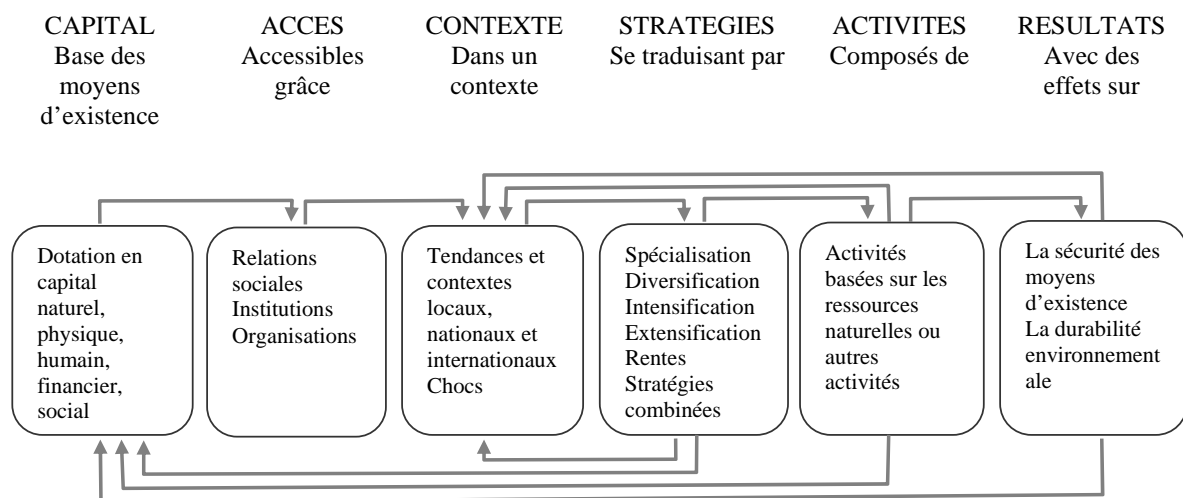 CAPITAL
Base des
moyens
d'existence
ACCES
Accessibles
grâce
CONTEXTE
Dans un
contexte
STRATEGIES
Se traduisant par
ACTIVITES
Composés de
RESULTATS
Avec des
effets sur
Dotation en
capital
naturel,
physique,
humain,
financier,
social
Relations
sociales
Institutions
Organisations
Tendances et
contextes
locaux,
nationaux et
internationaux
Chocs
Spécialisation
Diversification
Intensification
Extensification
Rentes
Stratégies
combinées
Activités
basées sur les
ressources
naturelles ou
autres
activités
La sécurité des
moyens
d'existence
La durabilité
environnement
ale